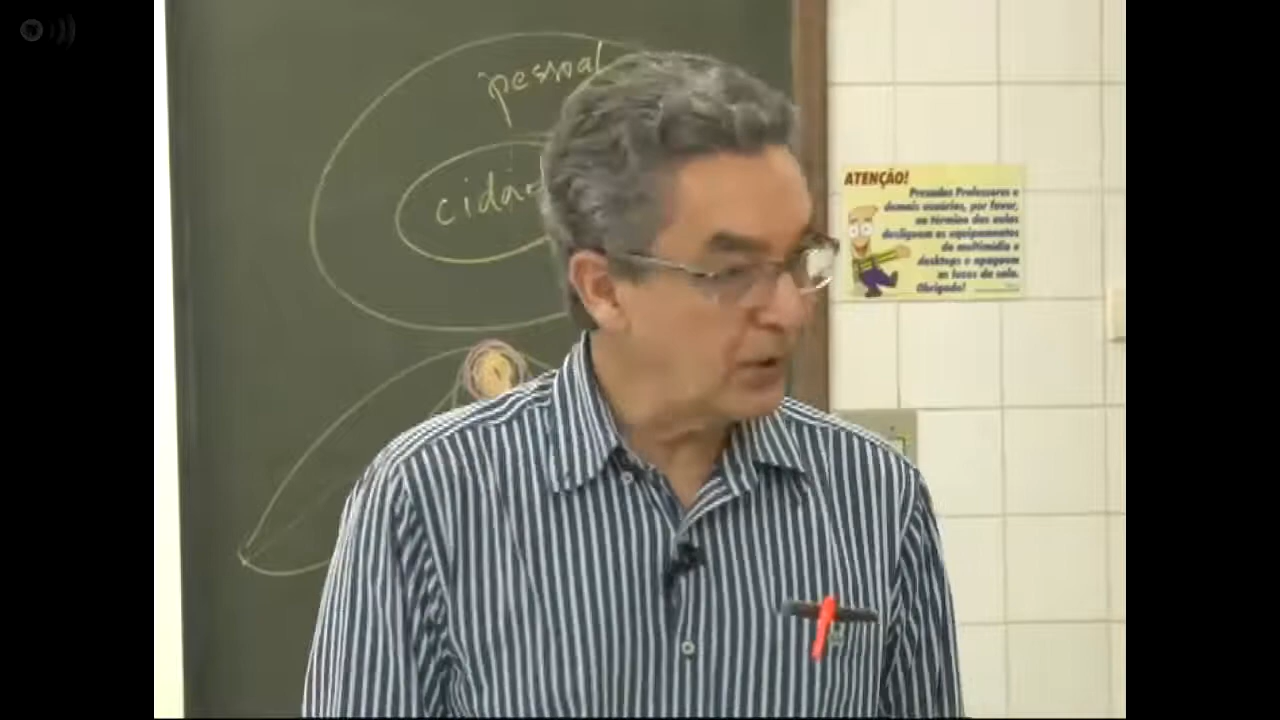 pessoal
cidad
ATENÇÃO!
Prezados Professores e
demais usuários, por favor,
ao término das aulas
desliguem os equipamentos
de multimídia e
desktops e apaguem
as luzes da sala.
Obrigado!